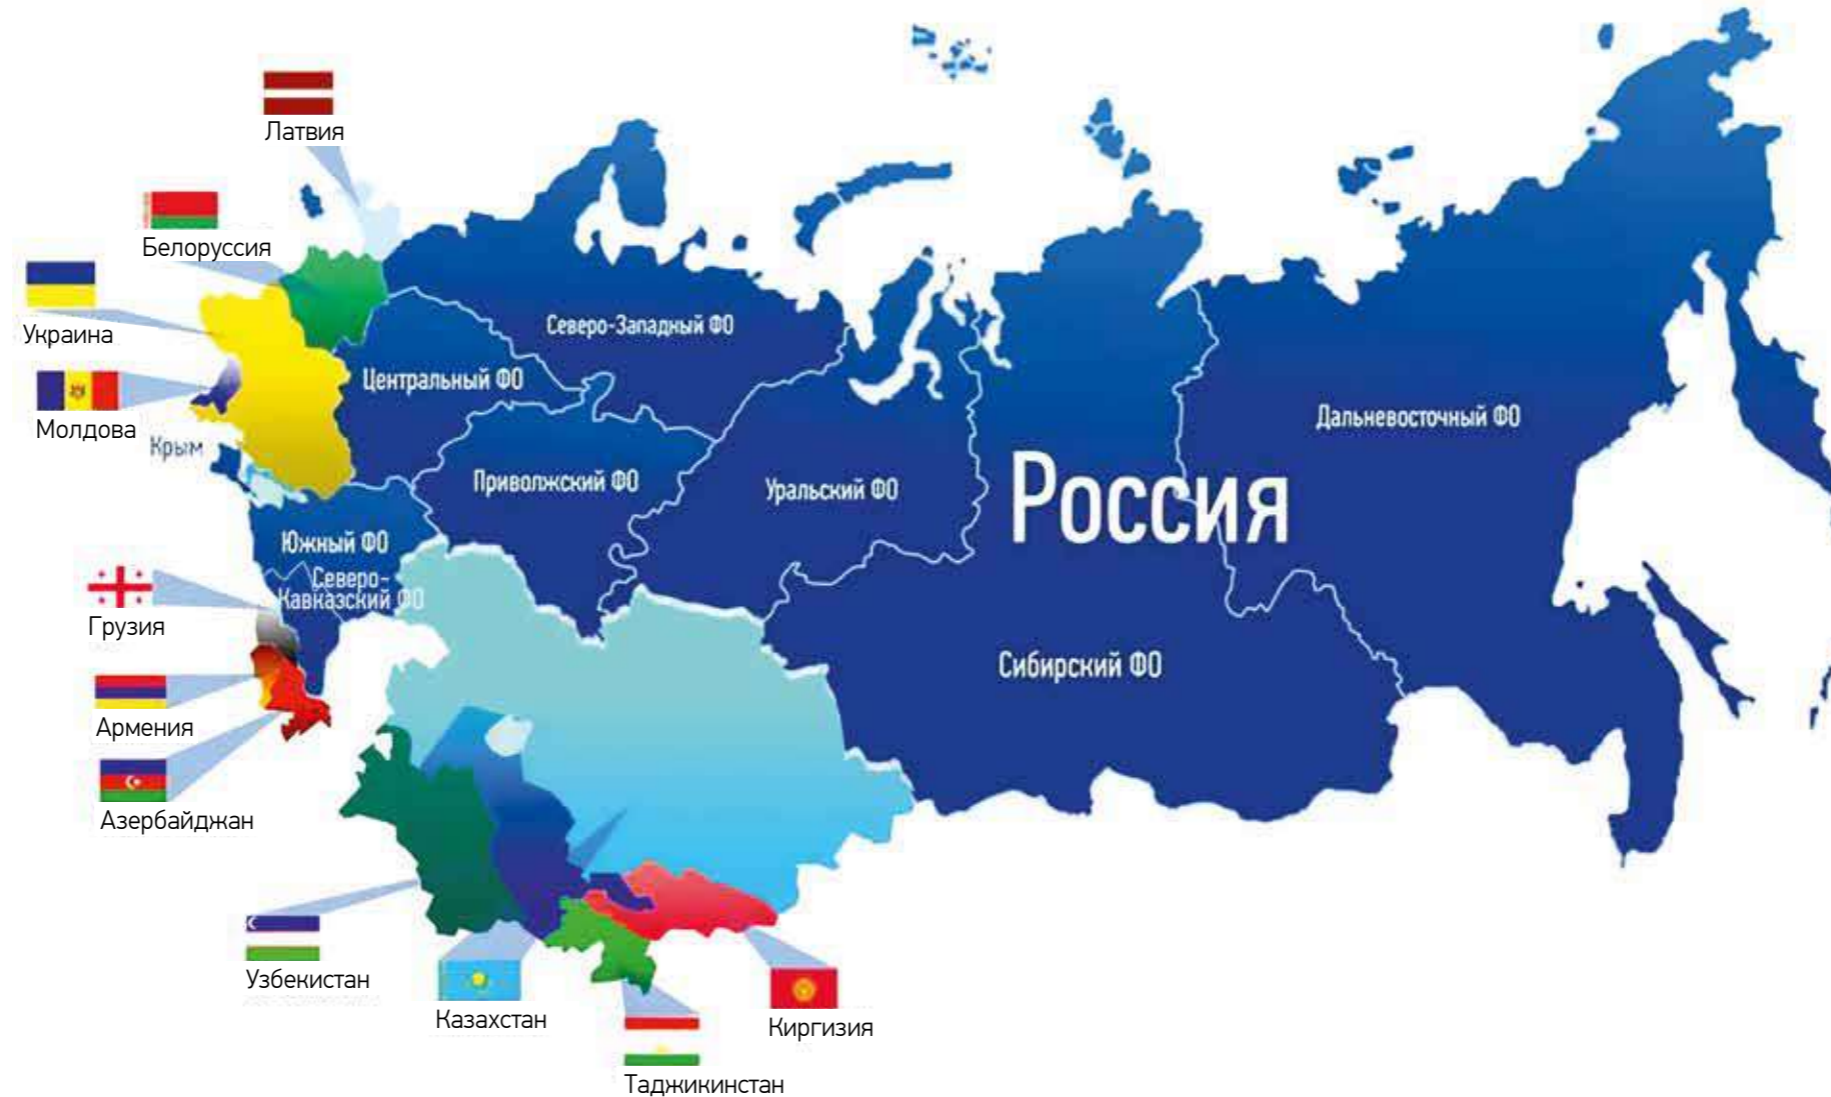 Латвия
Белоруссия
Украина
Молдова
Крым
Северо-Западный ФО
Центральный ФО
Приволжский ФО
Уральский ФО
Россия
Дальневосточный ФО
Южный ФО
Северо-
Кавказский ФО
Сибирский ФО
Грузия
Армения
Азербайджан
Узбекистан
Казахстан
Киргизия
Таджикинстан